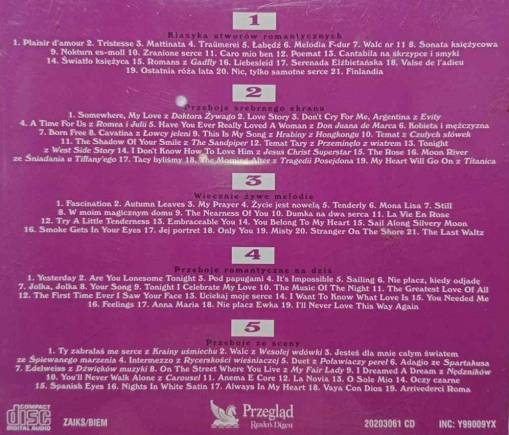 1
Klasyka utworów romantycznych
1. Plaisir d'amour 2. Tristesse 3. Mattinata 4. Traümerei 5. Łabędź 6. Melodia F-dur 7. Walc nr 11 8. Sonata księżycowa
9. Nokturn es-moll 10. Zranione serce 11. Caro mio ben 12. Poemat 13. Cantabila na skrzypce i smyki
14. Światło księżyca 15. Romans z Gadfly 16. Liebesleid 17. Serenada Elżbietańska 18. Valse de l'adieu
19. Ostatnia róża lata 20. Nic, tylko samotne serce 21. Finlandia
2
Przeboje srebrnego ekranu
1. Somewhere, My Love z Doktora Żywago 2. Love Story 3. Don't Cry For Me, Argentina z Evity
4. A Time For Us z Romea i Julii 5. Have You Ever Really Loved A Woman z Don Juana de Marca 6. Kobieta i mężczyzna
7. Born Free 8. Cavatina z Łowcy jeleni 9. This Is My Song z Hrabiny z Hongkongu 10. Temat z Czułych słówek
11. The Shadow Of Your Smile z The Sandpiper 12. Temat Tary z Przeminęło z wiatrem 13. Tonight
z West Side Story 14. I Don't Know How To Love Him z Jesus Christ Superstar 15. The Rose 16. Moon River
ze Śniadania u Tiffany'ego 17. Tacy byliśmy 18. The Morning After z Tragedii Posejdona 19. My Heart Will Go On z Titanica
3
Wiecznie żywe melodie
1. Fascination 2. Autumn Leaves 3. My Prayer 4. Życie jest nowelą 5. Tenderly 6. Mona Lisa 7. Still
8. W moim magicznym domu 9. The Nearness Of You 10. Dumka na dwa serca 11. La Vie En Rose
12. Try A Little Tenderness 13. Embraceable You 14. You Belong To My Heart 15. Sail Along Silvery Moon
16. Smoke Gets In Your Eyes 17. Jej portret 18. Only You 19. Misty 20. Stranger On The Shore 21. The Last Waltz
4
Przeboje romantyczne na dziś
1. Yesterday 2. Are You Lonesome Tonight 3. Pod papugami 4. It's Impossible 5. Sailing 6. Nie płacz, kiedy odjadę
7. Jolka, Jolka 8. Your Song 9. Tonight I Celebrate My Love 10. The Music Of The Night 11. The Greatest Love Of All
12. The First Time Ever I Saw Your Face 13. Uciekaj moje serce 14. I Want To Know What Love Is 15. You Needed Me
16. Feelings 17. Anna Maria 18. Nie płacz Ewka 19. I'll Never Love This Way Again
5
Przeboje ze sceny
1. Ty zabrałaś me serce z Krainy uśmiechu 2. Walc z Wesołej wdówki 3. Jesteś dla mnie całym światem
ze Śpiewanego marzenia 4. Intermezzo z Rycerskości wieśniaczej 5. Duet z Poławiaczy pereł 6. Adagio ze Spartakusa
7. Edelweiss z Dźwięków muzyki 8. On The Street Where You Live z My Fair Lady 9. I Dreamed A Dream z Nędzników
10. You'll Never Walk Alone z Carousel 11. Anema E Core 12. La Novia 13. O Sole Mio 14. Oczy czarne
15. Spanish Eyes 16. Nights In White Satin 17. Always In My Heart 18. Vaya Con Dios 19. Arrivederci Roma
COMPACT
disc
DIGITAL AUDIO
ZAIKS/BIEM
Przegląd
Reader's Digest
20203061 CD
INC: Y99009YX